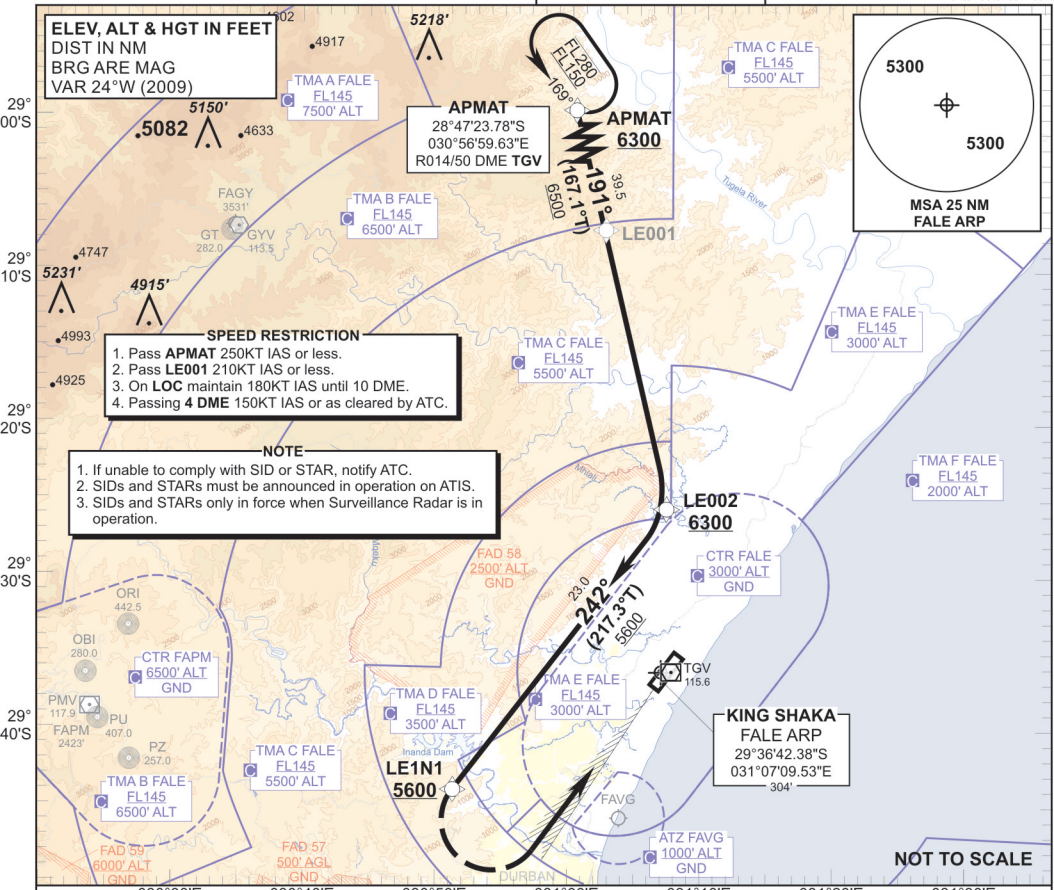 ELEV, ALT & HGT IN FEET
DIST IN NM
BRG ARE MAG
VAR 24°W (2009)
4917
5218'
FL280
FL150
169°
TMA C FALE
FL145
5500' ALT
C
5300
5300
MSA 25 NM
FALE ARP
TMA A FALE
FL145
7500' ALT
C
29°
00'S
5150'
5082
4633
APMAT
28°47'23.78"S
030°56'59.63"E
R014/50 DME TGV
APMAT
6300
191°
(167.1°T)
39.5
6500
Tugela River
FAGY
3531'
GT
282.0
GYV
113.5
TMA B FALE
FL145
6500' ALT
C
LE001
4747
29°
10'S
5231'
4915'
4993
4925
SPEED RESTRICTION
1. Pass APMAT 250KT IAS or less.
2. Pass LE001 210KT IAS or less.
3. On LOC maintain 180KT IAS until 10 DME.
4. Passing 4 DME 150KT IAS or as cleared by ATC.
TMA C FALE
FL145
5500' ALT
C
TMA E FALE
FL145
3000' ALT
C
29°
20'S
NOTE
1. If unable to comply with SID or STAR, notify ATC.
2. SIDs and STARs must be announced in operation on ATIS.
3. SIDs and STARs only in force when Surveillance Radar is in
operation.
TMA F FALE
FL145
2000' ALT
C
LE002
6300
FAD 58
2500' ALT
GND
CTR FALE
3000' ALT
GND
C
29°
30'S
23.0
242°
(217.3°T)
5600
ORI
442.5
OBI
280.0
CTR FAPM
6500' ALT
GND
C
PMV
117.9
FAPM
2423'
PU
407.0
PZ
257.0
TGV
115.6
TMA D FALE
FL145
3500' ALT
C
TMA E FALE
FL145
3000' ALT
C
29°
40'S
KING SHAKA
FALE ARP
29°36'42.38"S
031°07'09.53"E
304'
Inanda Dam
TMA C FALE
FL145
5500' ALT
C
LE1N1
5600
TMA B FALE
FL145
6500' ALT
C
FAVG
FAD 59
6000' ALT
GND
FAD 57
500' AGL
GND
ATZ FAVG
1000' ALT
GND
C
DURBAN
NOT TO SCALE